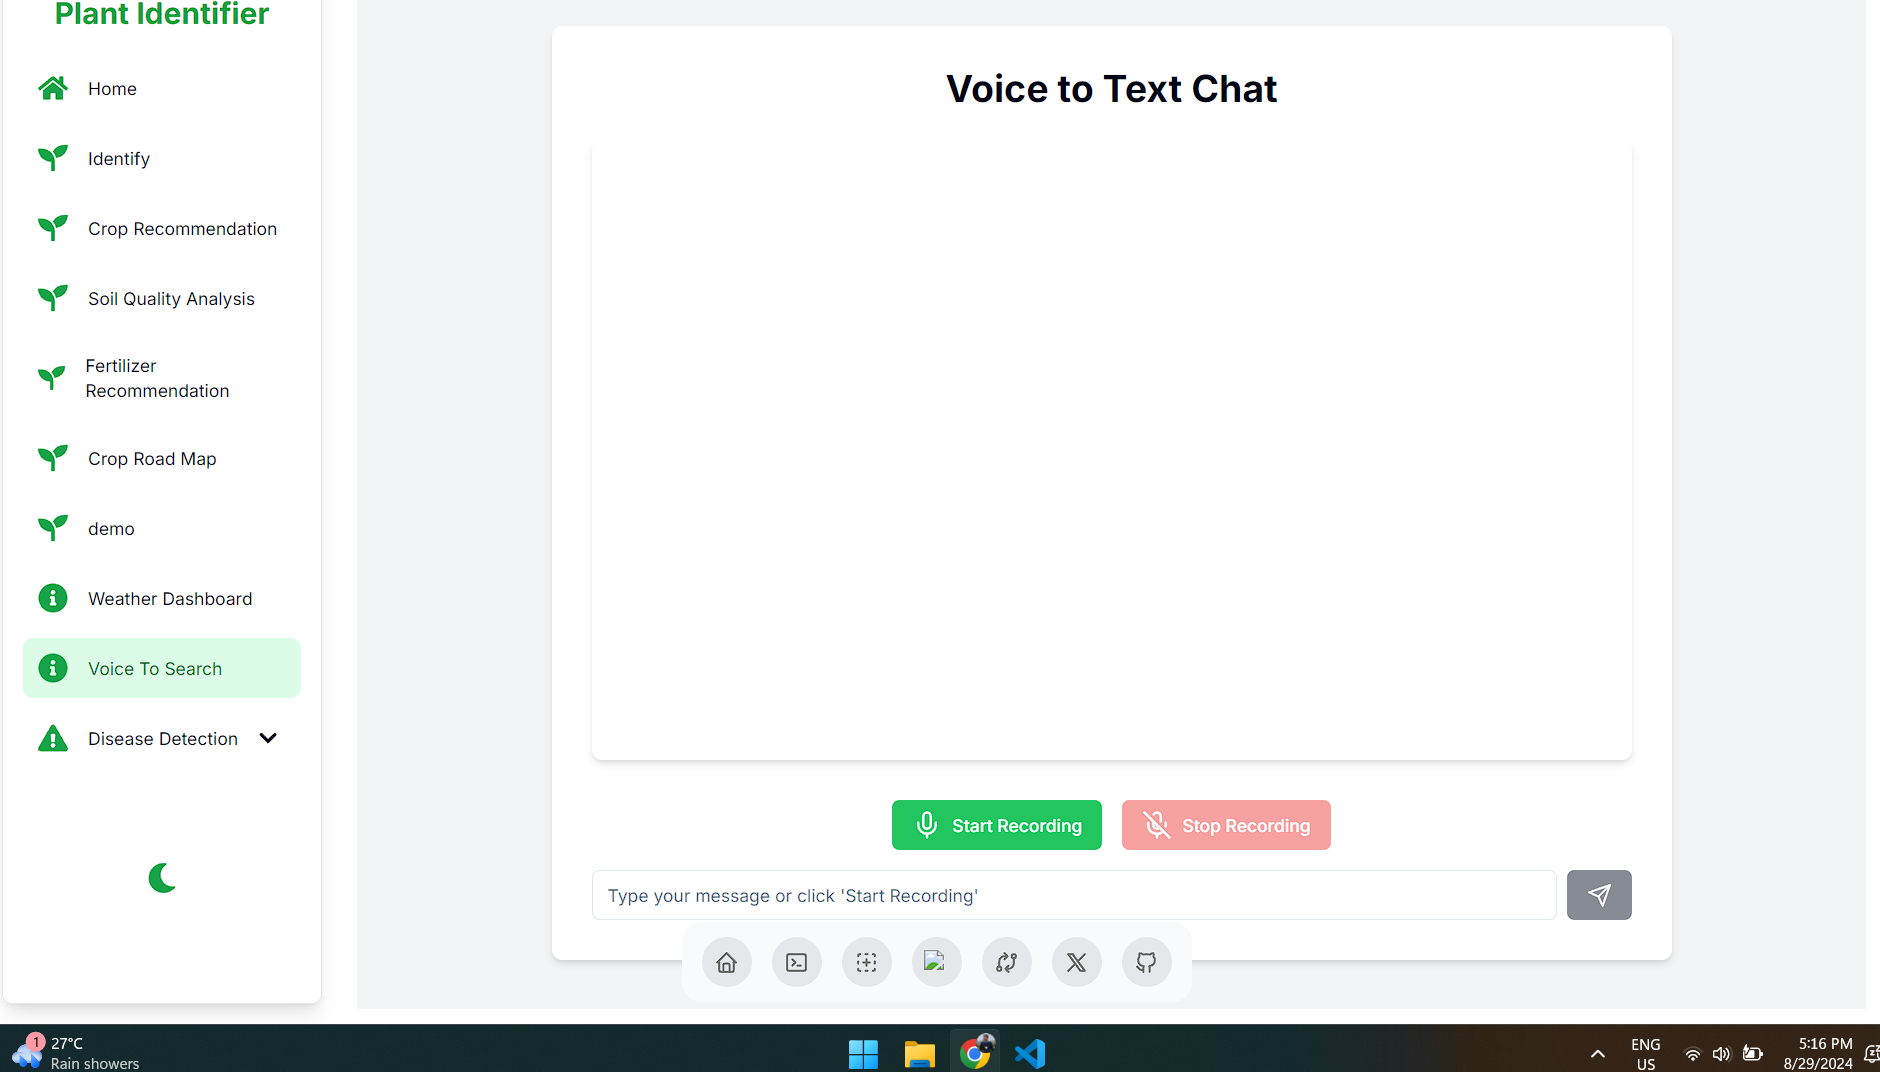 Plant Identifier
Home
Identify
Crop Recommendation
Soil Quality Analysis
Fertilizer
Recommendation
Crop Road Map
demo
Weather Dashboard
Voice To Search
Disease Detection
Voice to Text Chat
Start Recording
Stop Recording
Type your message or click 'Start Recording'
1
27°C
Rain showers
ENG
US
5:16 PM
8/29/2024